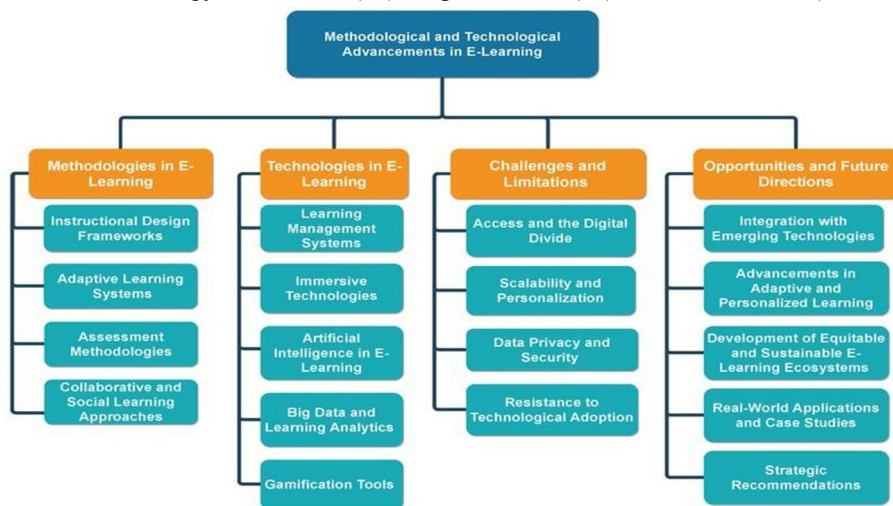 Methodological and Technological
Advancements in E-Learning
Methodologies in E-
Learning
Instructional Design
Frameworks
Adaptive Learning
Systems
Assessment
Methodologies
Collaborative and
Social Learning
Approaches
Technologies in E-
Learning
Learning
Management
Systems
Immersive
Technologies
Artificial
Intelligence in E-
Learning
Big Data and
Learning Analytics
Gamification Tools
Challenges and
Limitations
Access and the Digital
Divide
Scalability and
Personalization
Data Privacy and
Security
Resistance to
Technological Adoption
Opportunities and Future
Directions
Integration with
Emerging Technologies
Advancements in
Adaptive and
Personalized Learning
Development of Equitable
and Sustainable E-
Learning Ecosystems
Real-World Applications
and Case Studies
Strategic
Recommendations